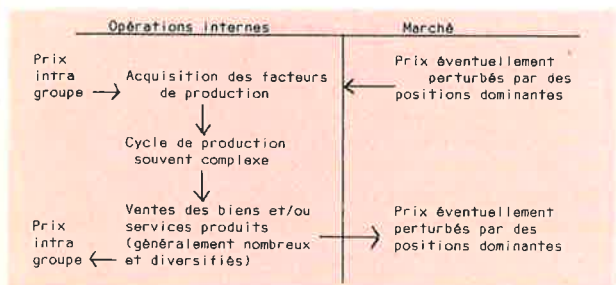 Opérations internes
Marché
Prix
intra
groupe
Acquisition des facteurs
de production
Prix éventuellement
perturbés par des
positions dominantes
Cycle de production
souvent complexe
Prix
intra
groupe
Ventes des biens et/ou
services produits
(généralement nombreux
et diversifiés)
Prix éventuellement
perturbés par des
positions dominantes